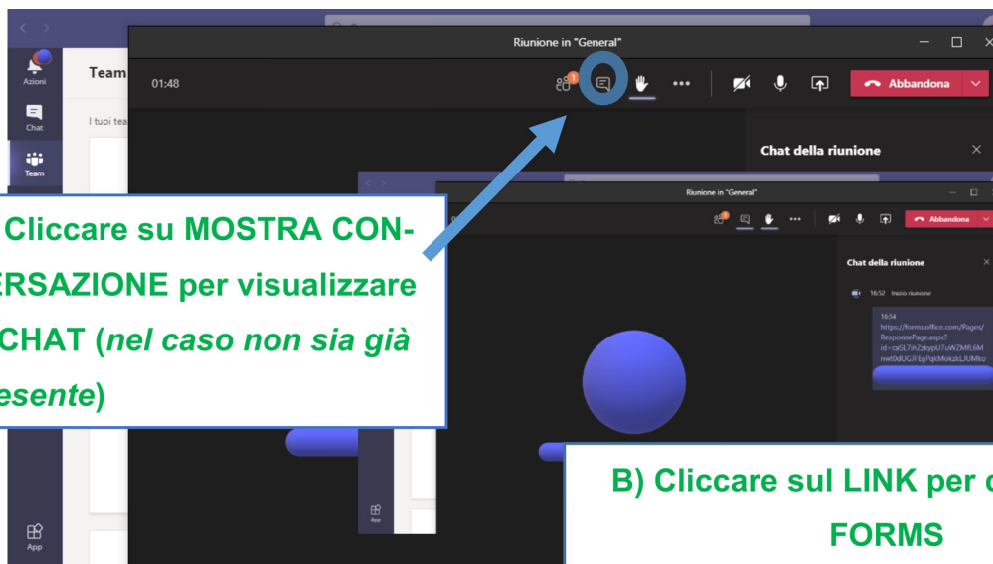 Riunione in "General"
Azioni
Team
01:48
1
Abbandona
Chat
I tuoi tea
Chat della riunione
Team
Riunione in "General"
Cliccare su MOSTRA CON-
ERSAZIONE per visualizzare
CHAT (nel caso non sia già
esente)
Abbandona
Chat della riunione
16:52 Inizio riunione
16:54
https://forms.office.com/Pages/
ResponsePage.aspx?
B) Cliccare sul LINK per
FORMS
App
App